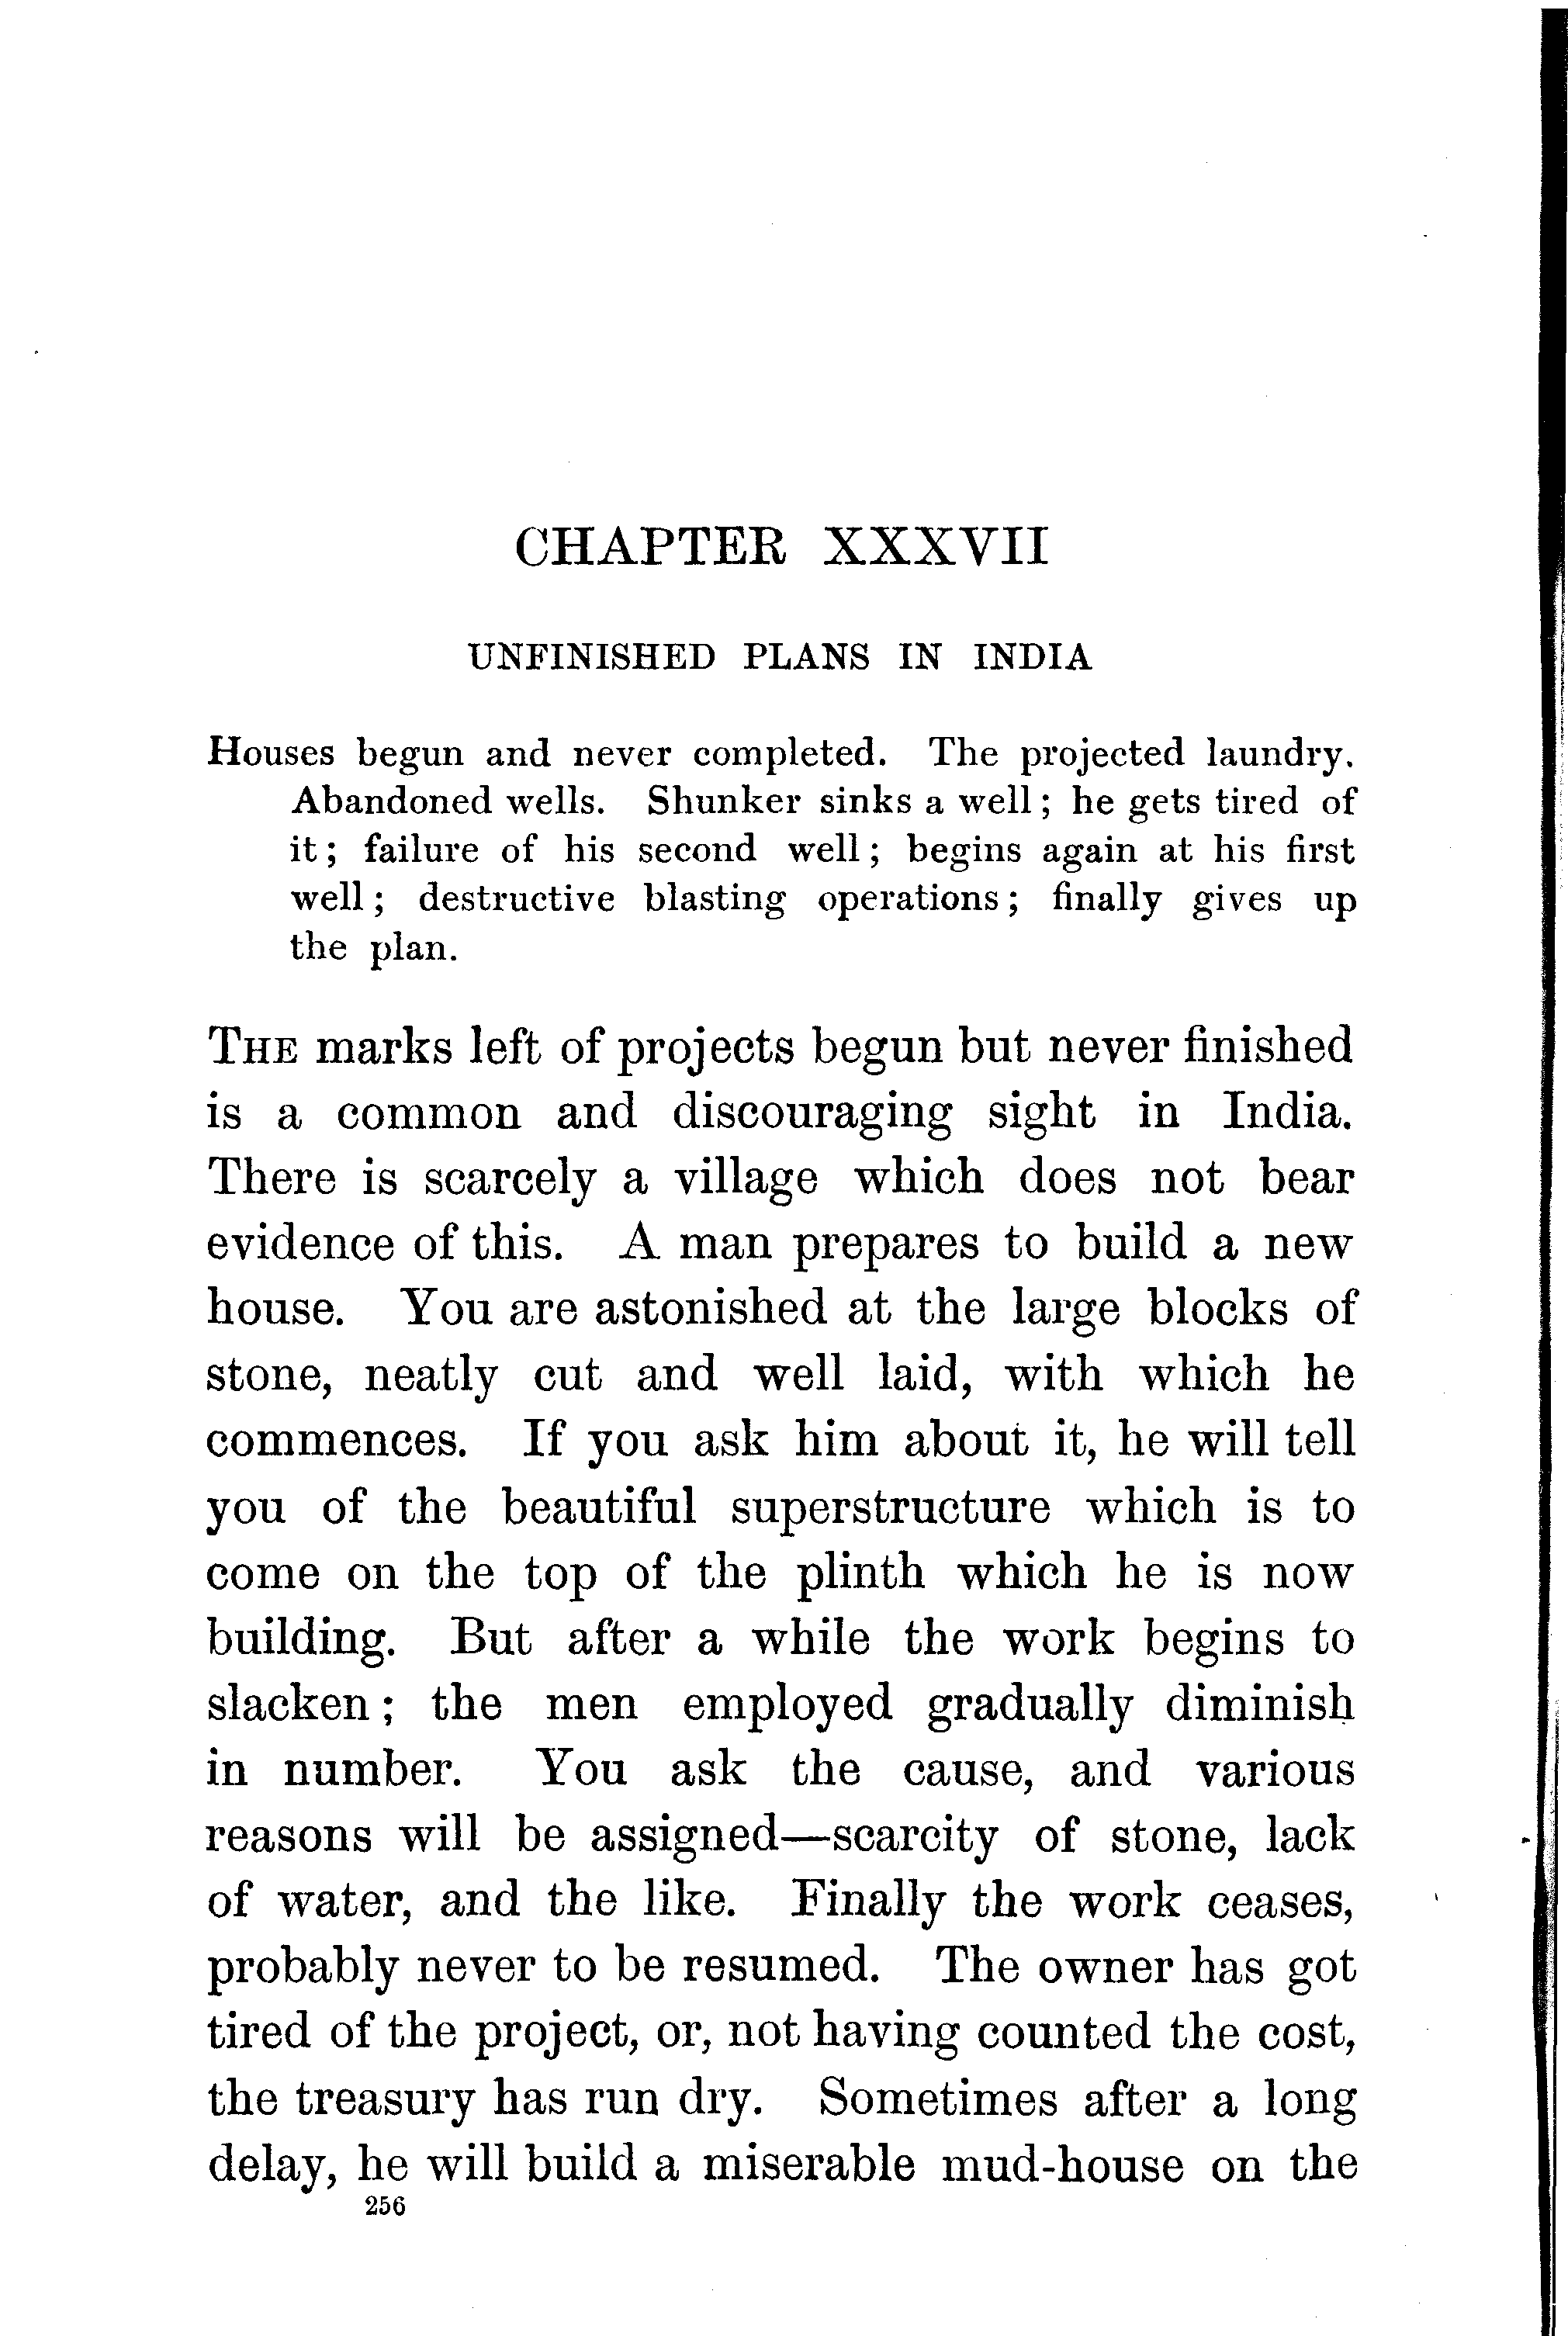 CHAPTER XXXVII
UNFINISHED PLANS IN INDIA
Houses begun and never completed. The projected laundry.
Abandoned wells. Shunker sinks a well; he gets tired of
it; failure of his second well; begins again at his first
well; destructive blasting operations; finally gives up
the plan.
THE marks left of projects begun but never finished
is a common and discouraging sight in India.
There is scarcely a village which does not bear
evidence of this. A man prepares to build a new
house. You are astonished at the large blocks of
stone, neatly cut and well laid, with which he
commences. If you ask him about it, he will tell
you of the beautiful superstructure which is to
come on the top of the plinth which he is now
building. But after a while the work begins to
slacken; the men employed gradually diminish
in number. You ask the cause, and various
reasons will be assigned—scarcity of stone, lack
of water, and the like. Finally the work ceases,
probably never to be resumed. The owner has got
tired of the project, or, not having counted the cost,
the treasury has run dry. Sometimes after a long
delay, he will build a miserable mud-house on the
256